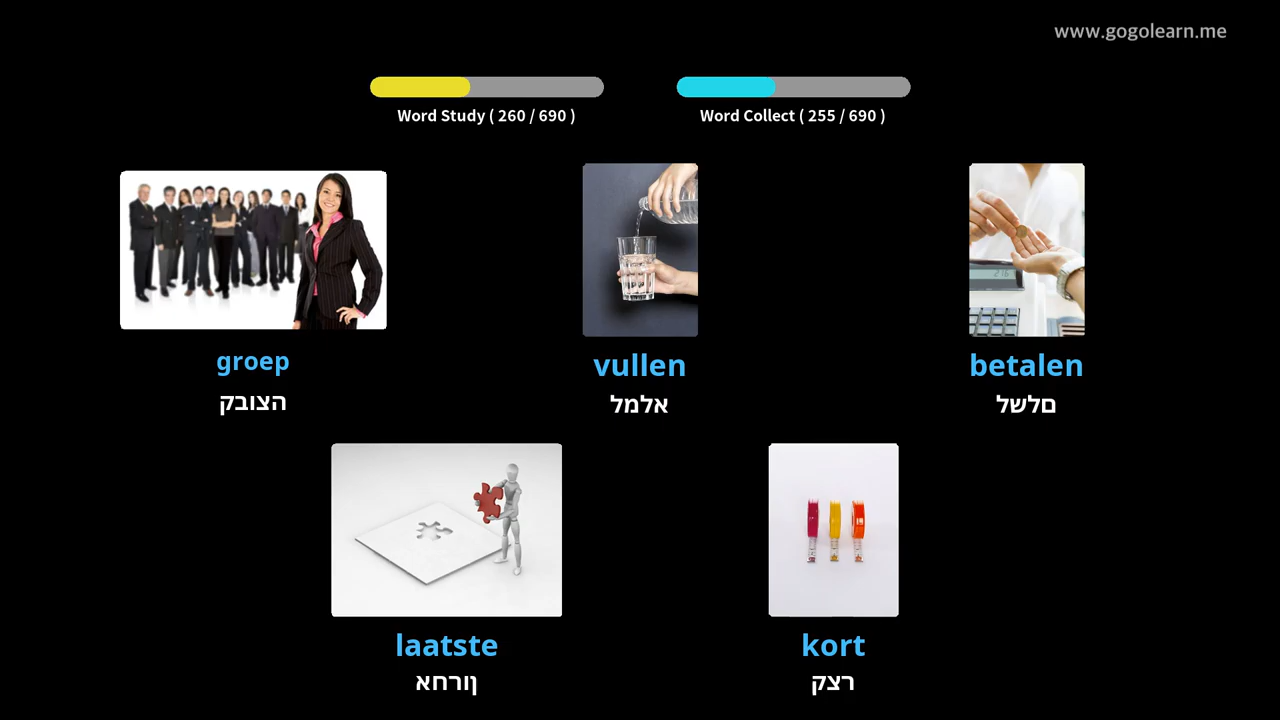 www.gogolearn.me
Word Study ( 260 / 690 )
Word Collect ( 255 / 690 )
groep
הצובק
vullen
אלמל
betalen
םלשל
laatste
ןורחא
kort
רצק